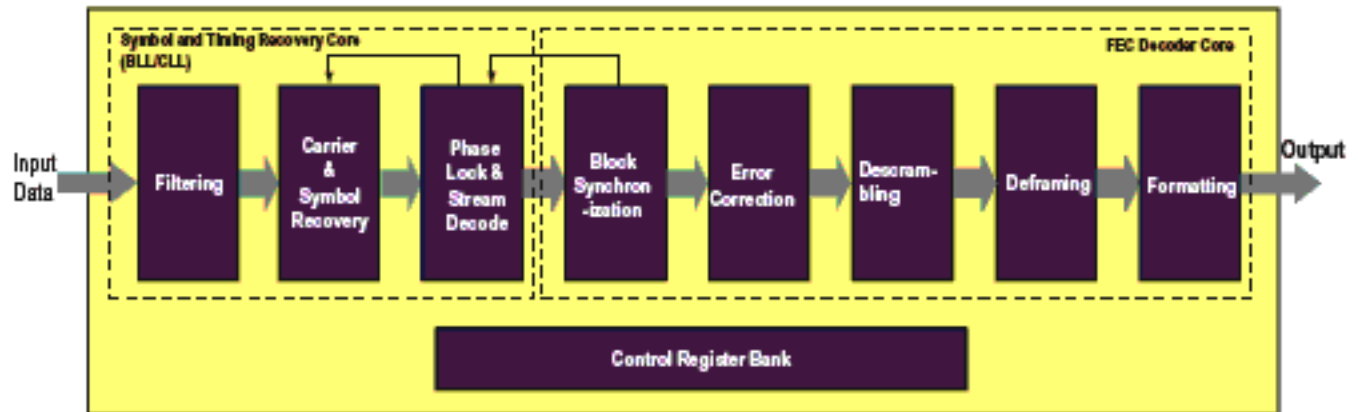 Symbol and Timing Recovery Core
(BLL/CLL)
FEC Decoder Core
Input
Data
Filtering
Carrier
&
Symbol
Recovery
Phase
Lock &
Stream
Decode
Block
Synchron
-ization
Error
Correction
Descram-
bling
Deframing
Formatting
Output
Control Register Bank